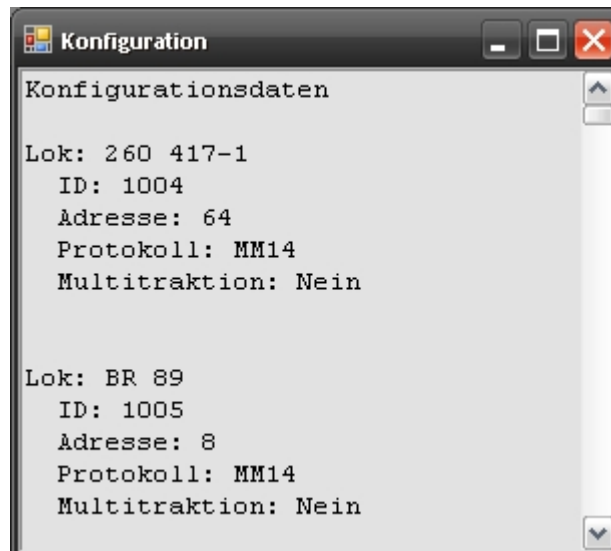 Konfiguration
Konfigurationsdaten
Lok: 260 417-1
ID: 1004
Adresse: 64
Protokoll: MM14
Multitraktion: Nein
Lok: BR 89
ID: 1005
Adresse: 8
Protokoll: MM14
Multitraktion: Nein